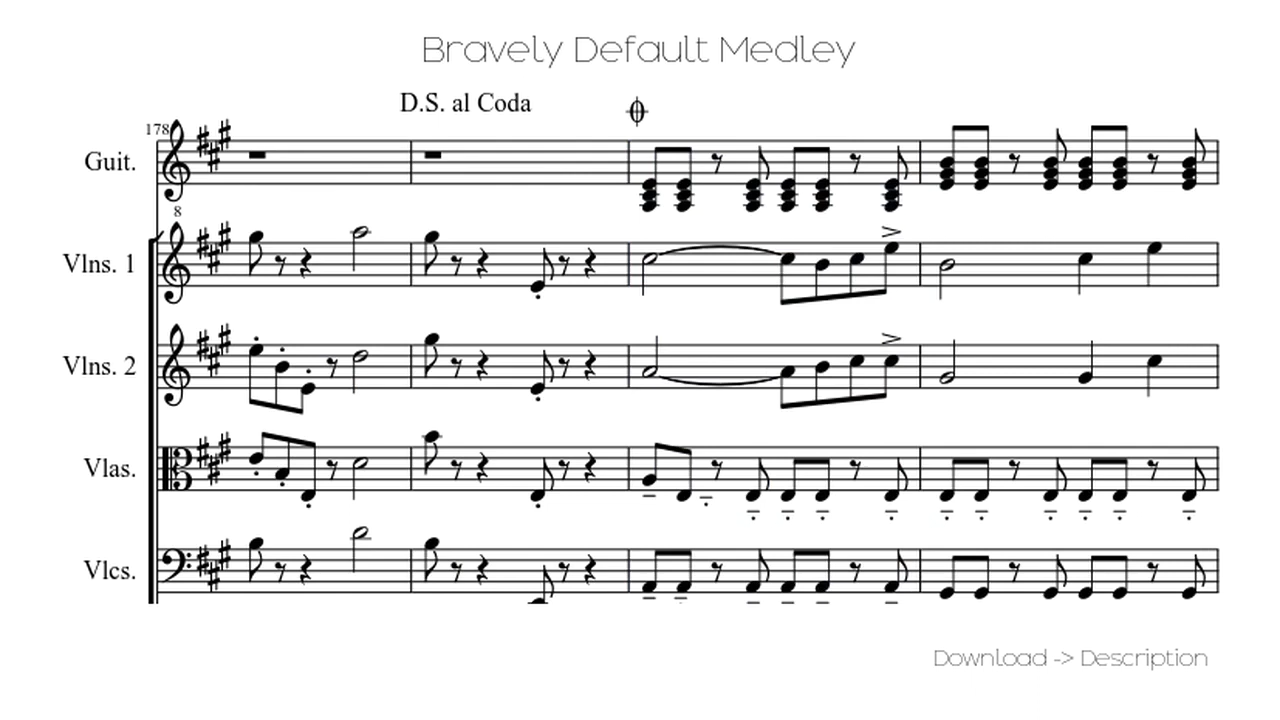 Bravely Default Medley
D.S. al Coda
178
Guit.
8
Vlns. 1
Vlns. 2
Vlas.
Vlcs.
Download -> Description